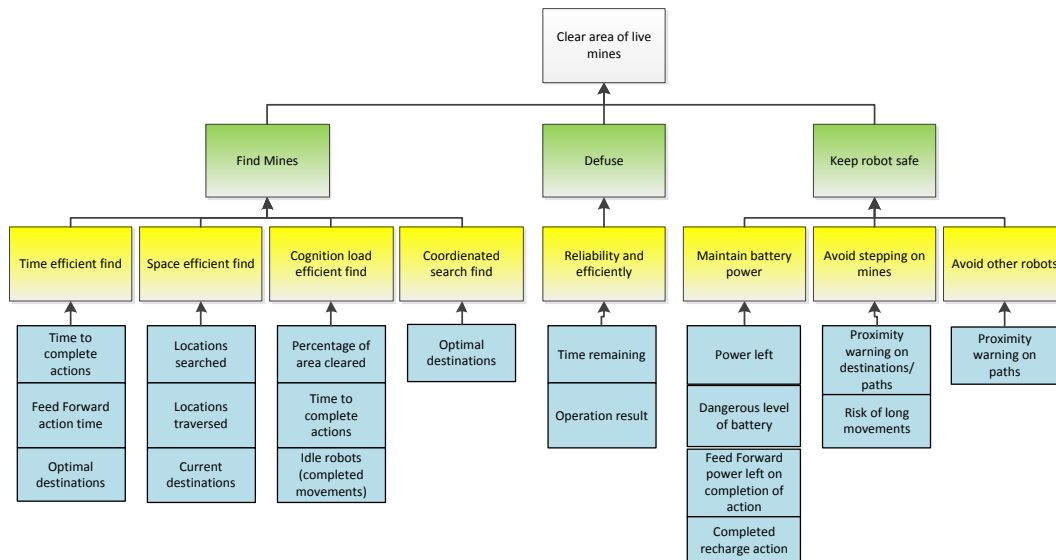 Clear area of live
mines
Find Mines
Defuse
Keep robot safe
Time efficient find
Space efficient find
Cognition load
efficient find
Coordienated
search find
Reliability and
efficiently
Maintain battery
power
Avoid stepping on
mines
Avoid other robots
Time to
complete
actions
Feed Forward
action time
Optimal
destinations
Locations
searched
Locations
traversed
Current
destinations
Percentage of
area cleared
Time to
complete
actions
Idle robots
(completed
movements)
Optimal
destinations
Time remaining
Operation result
Power left
Dangerous level
of battery
Feed Forward
power left on
completion of
action
Completed
recharge action
Proximity
warning on
destinations/
paths
Risk of long
movements
Proximity
warning on
paths